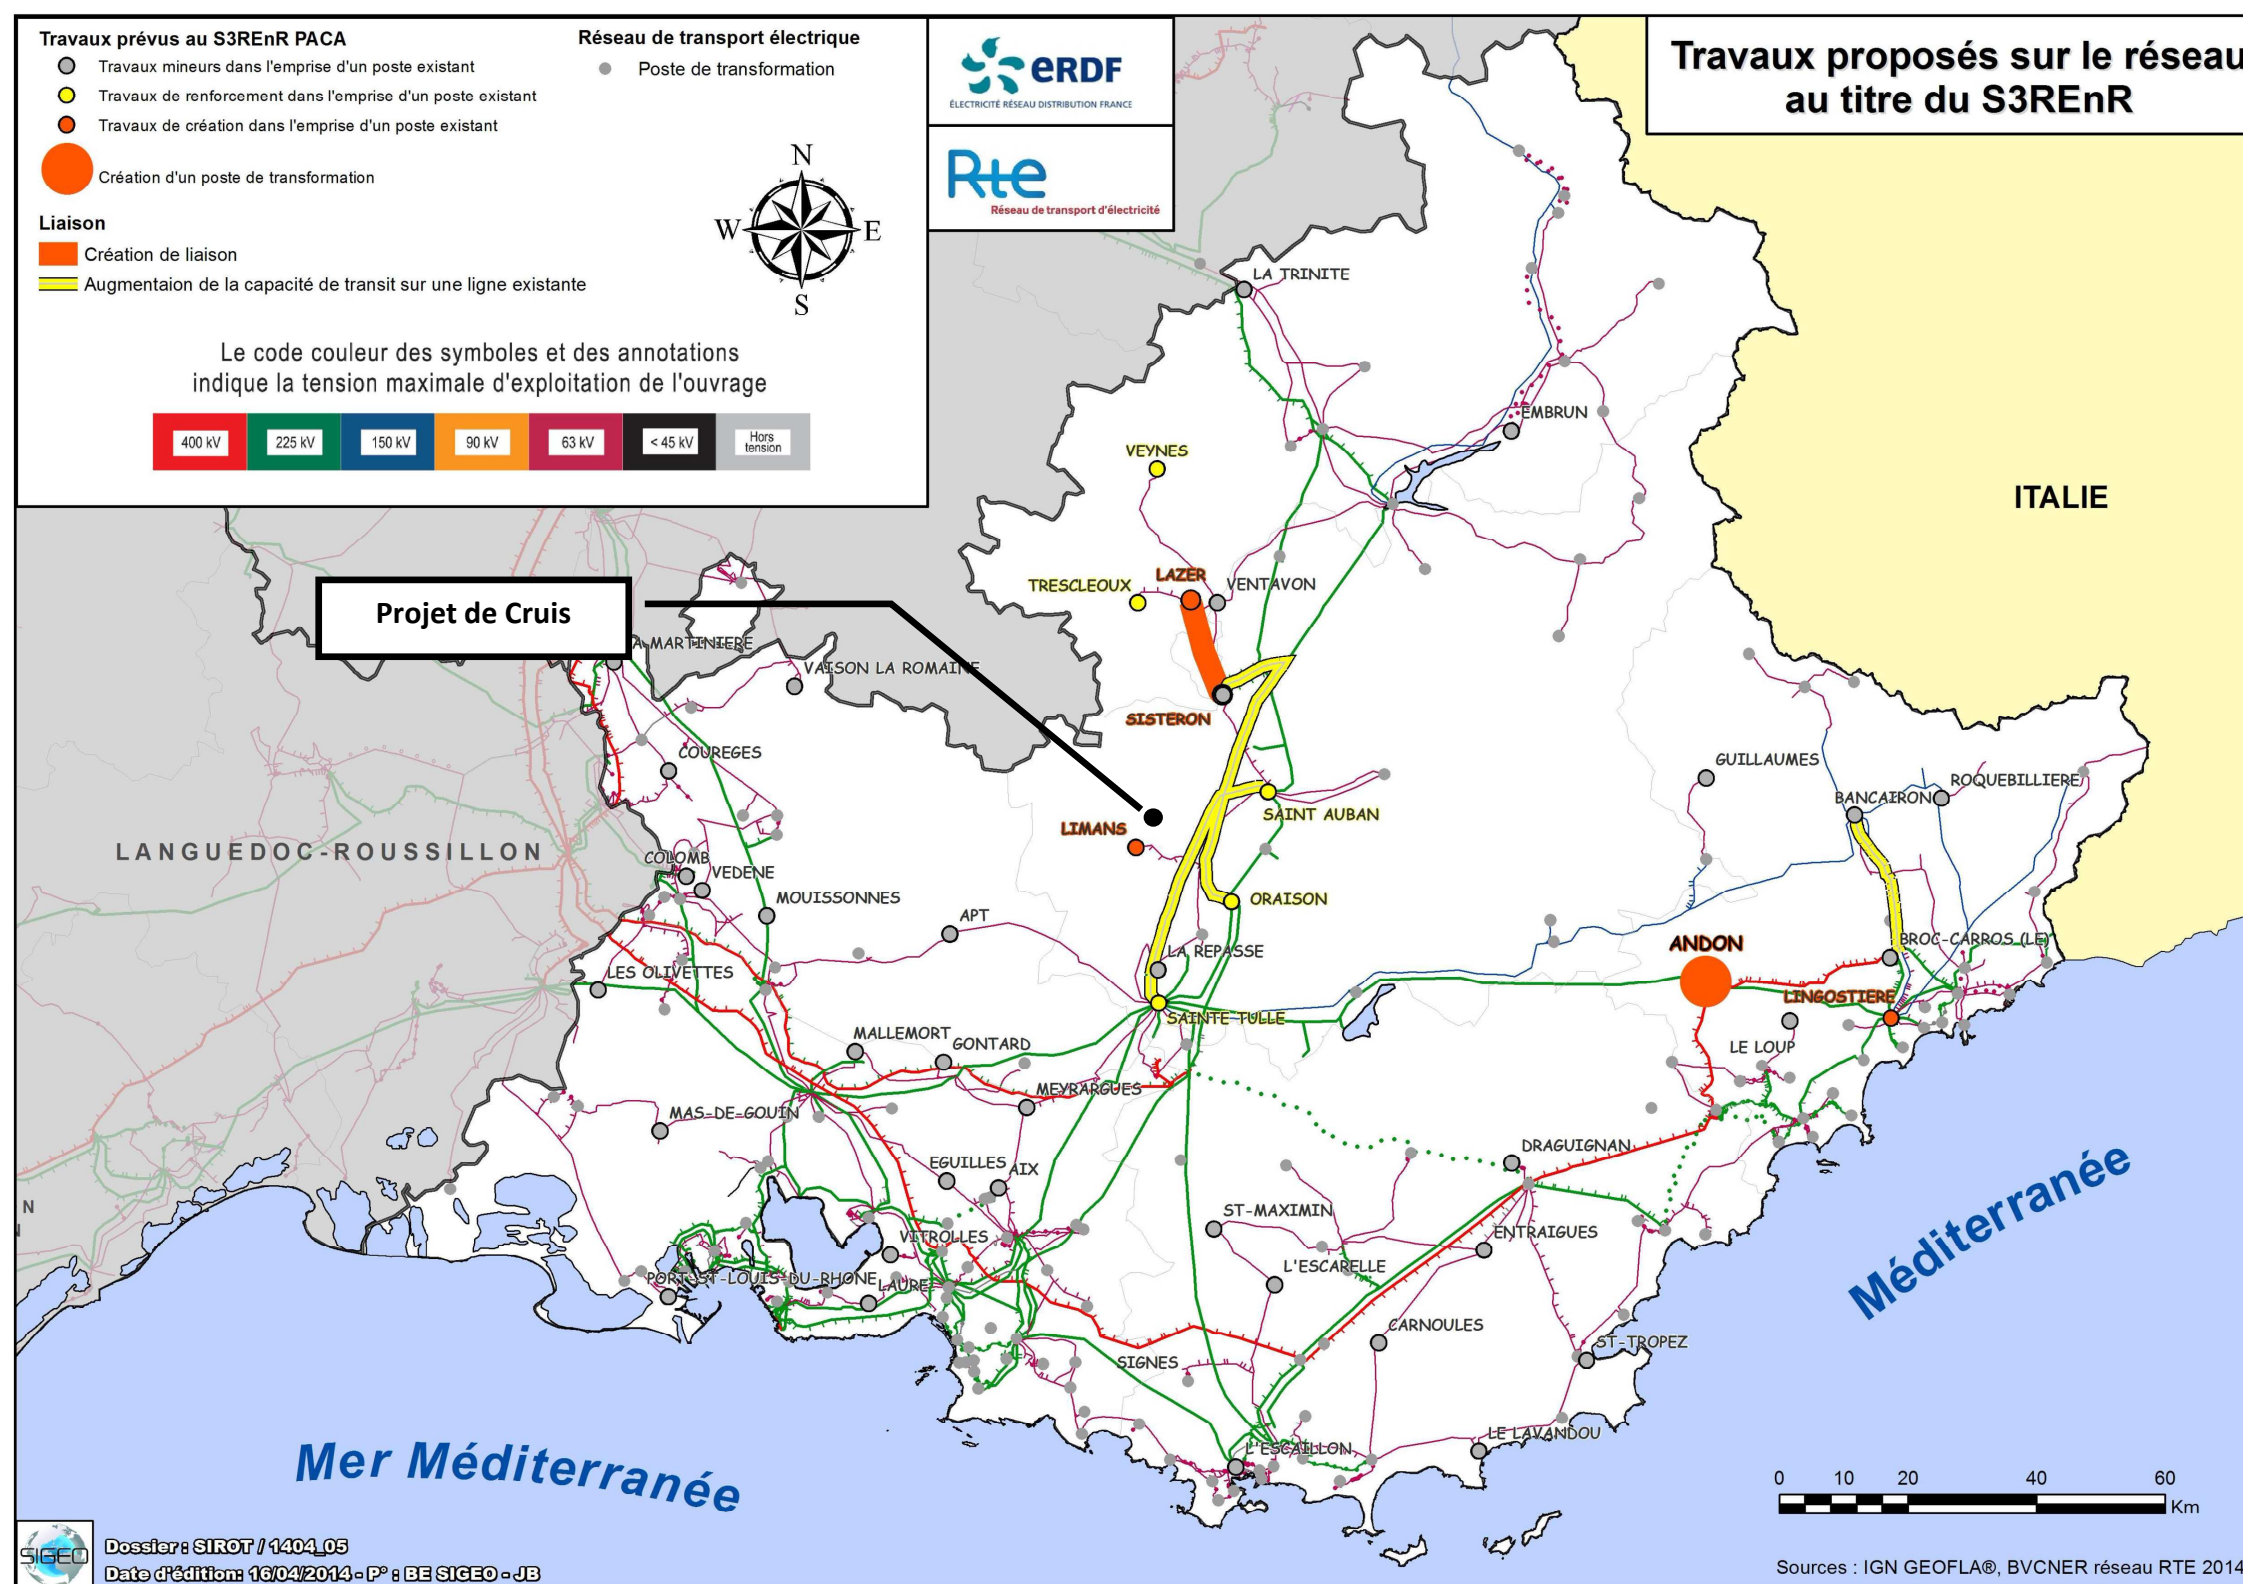 Travaux prévus au S3REnR PACA
Travaux mineurs dans l'emprise d'un poste existant
Travaux de renforcement dans l'emprise d'un poste existant
Travaux de création dans l'emprise d'un poste existant
Création d'un poste de transformation
Réseau de transport électrique
Poste de transformation
Liaison
Création de liaison
Augmentaion de la capacité de transit sur une ligne existante
N
W
E
S
Le code couleur des symboles et des annotations
indique la tension maximale d'exploitation de l'ouvrage
400 kV
225 kV
150 kV
90 kV
63 kV
< 45 kV
Hors
tension
eRDF
ÉLECTRICITÉ RÉSEAU DISTRIBUTION FRANCE
Rte
Réseau de transport d'électricité
Travaux proposés sur le réseau
au titre du S3REnR
LA TRINITE
EMBRUN
VEYNES
ITALIE
TRESCLEOUX
LAZER
VENTAVON
Projet de Cruis
A MARTINIERE
VAISON LA ROMAINE
SISTERON
COUREGES
GUILLAUMES
ROQUEBILLIERE
BANCAIRON
SAINT AUBAN
LIMANS
LANGUEDOC-ROUSSILLON
COLOMB
VEDENE
MOUISSONNES
APT
ORAISON
LA REPASSE
ANDON
BROC-CARROS (LE)
LES OLIVETTES
LINGOSTIERE
SAINTE TULLE
MALLEMORT
GONTARD
LE LOUP
MEYRARGUES
MAS-DE-GOUIN
DRAGUIGNAN
EGUILLES
AIX
N
ST-MAXIMIN
ENTRAIGUES
VITROLLES
L'ESCARELLE
PORT-ST-LOUIS-DU-RHONE
LAURE
CARNOULES
ST-TROPEZ
SIGNES
Méditerranée
LE LAVANDOU
L'ESCAILLON
Mer Méditerranée
0 10 20 40 60
Km
SIGEO
Dossier : SIROT / 1404_05
Date d'édition: 16/04/2014 - P° : BE SIGEO - JB
Sources : IGN GEOFLA®, BVCNER réseau RTE 2014